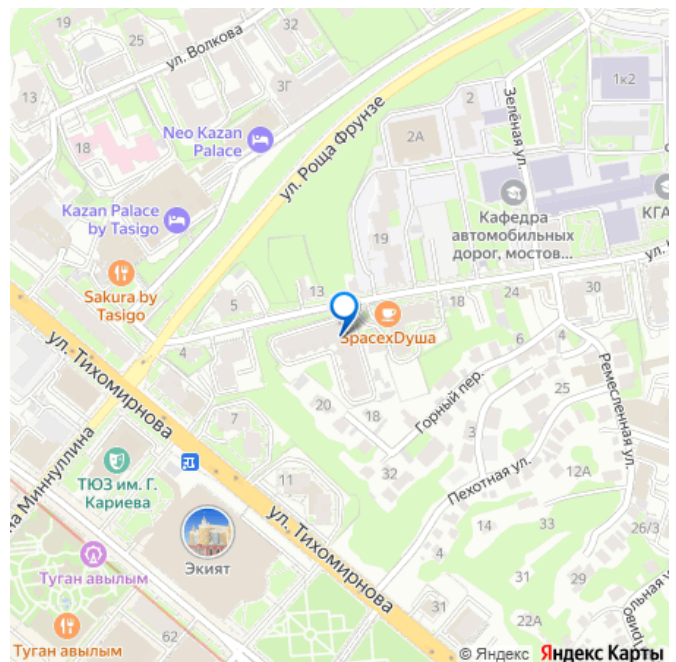 19
25
ул. Волкова
32
3Г
13
18
Neo Kazan
Palace
ул. Роща Фрунзе
2
2А
Зелёная ул.
1к2
Kazan Palace
by Tasigo
19
Кафедра
автомобильных
дорог, мостов...
КГА
Sakura by
Tasigo
5
13
SpacexДуша
18
24
30
4
ул. Тихомирнова
6
4
Ремесленная ул.
20
18
Горный пер.
25
7
3
на Миннуллина
ТЮЗ им. Г.
Кариева
11
32
Пехотная ул.
12А
ул. Тихомирнова
14
33
26/3
Экият
4
Туган авылым
31
29
31
22А
Туган авылым
62
© Яндекс Яндекс Карты